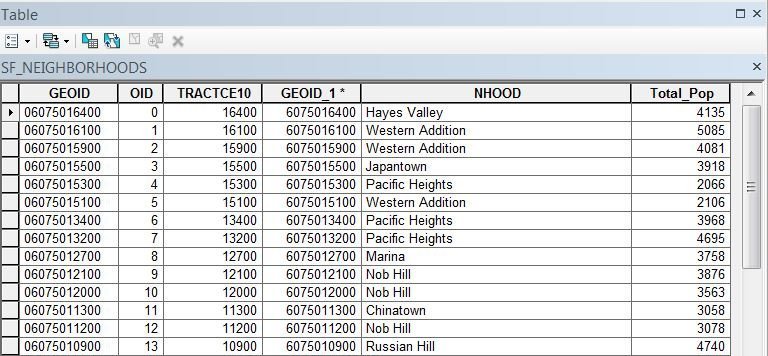 Table
SF_NEIGHBORHOODS
GEOID OID TRACTCE10 GEOID_1 * NHOOD Total_Pop
06075016400 0 16400 6075016400 Hayes Valley 4135
06075016100 1 16100 6075016100 Western Addition 5085
06075015900 2 15900 6075015900 Western Addition 4081
06075015500 3 15500 6075015500 Japantown 3918
06075015300 4 15300 6075015300 Pacific Heights 2066
06075015100 5 15100 6075015100 Western Addition 2106
06075013400 6 13400 6075013400 Pacific Heights 3968
06075013200 7 13200 6075013200 Pacific Heights 4695
06075012700 8 12700 6075012700 Marina 3758
06075012100 9 12100 6075012100 Nob Hill 3876
06075012000 10 12000 6075012000 Nob Hill 3563
06075011300 11 11300 6075011300 Chinatown 3058
06075011200 12 11200 6075011200 Nob Hill 3078
06075010900 13 10900 6075010900 Russian Hill 4740